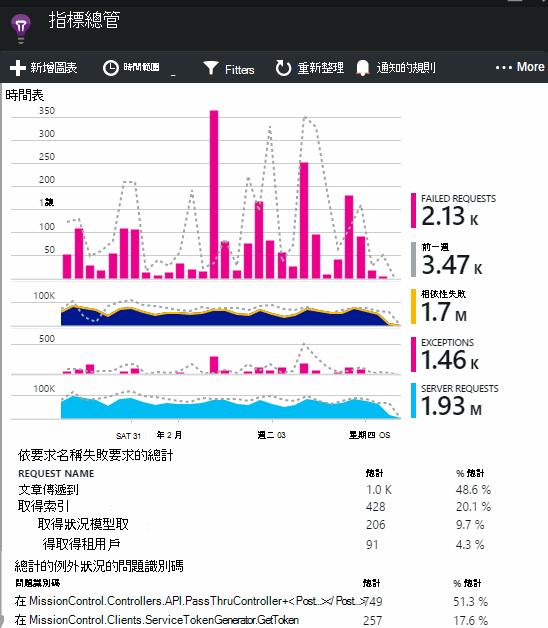 指標總管
新增圖表 時間範圍 _ Fitters 重新整理 通知的規則 ••• More
時間表
350
300
250
200
150
100
50
100K
500
100K
FAILED REQUESTS
2.13 K
前一週
3.47 K
相依性失敗
1.7 M
EXCEPTIONS
1.46 K
SERVER REQUESTS
1.93 M
SAT 31 年 2 月 週二 03 星期四 OS
依要求名稱失敗要求的總計
REQUEST NAME 總計 % 總計
文章傳遞到 1.0 K 48.6 %
取得索引 428 20.1 %
取得狀況模型取 206 9.7 %
得取得租用戶 91 4.3 %
總計的例外狀況的問題識別碼
問題識別碼 總計 % 總計
在 MissionControl.Controllers.API.PassThruController+< Post...></ Post...> 749 51.3 %
在 MissionControl.Clients.ServiceTokenGenerator.GetToken 257 17.6 %